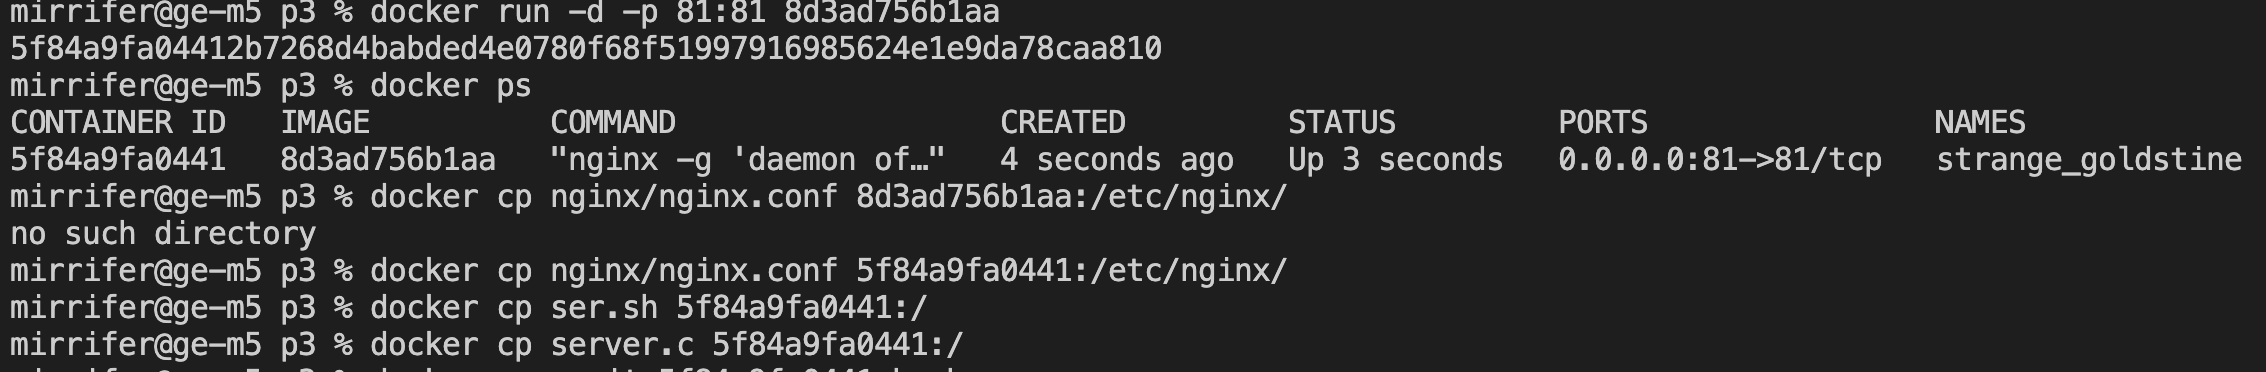 mirrifer@ge-m5 p3 % docker run -d -p 81:81 8d3ad756b1aa
5f84a9fa04412b7268d4babded4e0780f68f51997916985624e1e9da78caa810
mirrifer@ge-m5 p3 % docker ps
CONTAINER ID   IMAGE          COMMAND                  CREATED         STATUS         PORTS                NAMES
5f84a9fa0441   8d3ad756b1aa   "nginx -g 'daemon of…"   4 seconds ago   Up 3 seconds   0.0.0.0:81->81/tcp   strange_goldstine
mirrifer@ge-m5 p3 % docker cp nginx/nginx.conf 8d3ad756b1aa:/etc/nginx/
no such directory
mirrifer@ge-m5 p3 % docker cp nginx/nginx.conf 5f84a9fa0441:/etc/nginx/
mirrifer@ge-m5 p3 % docker cp ser.sh 5f84a9fa0441:/
mirrifer@ge-m5 p3 % docker cp server.c 5f84a9fa0441:/